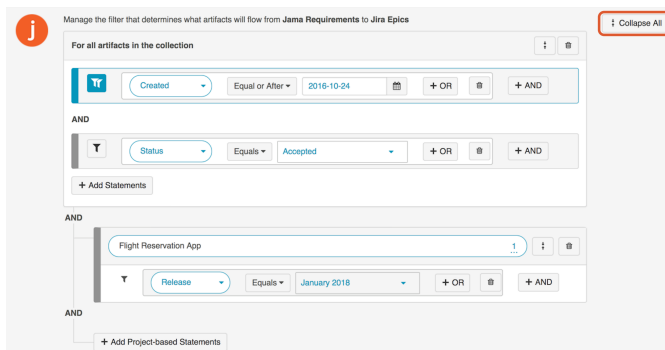 j
Manage the filter that determines what artifacts will flow from Jama Requirements to Jira Epics
Collapse All
For all artifacts in the collection
Created Equal or After 2016-10-24 + OR + AND
AND
Status Equals Accepted + OR + AND
+ Add Statements
AND
Flight Reservation App 1
Release Equals January 2018 + OR + AND
AND
+ Add Project-based Statements